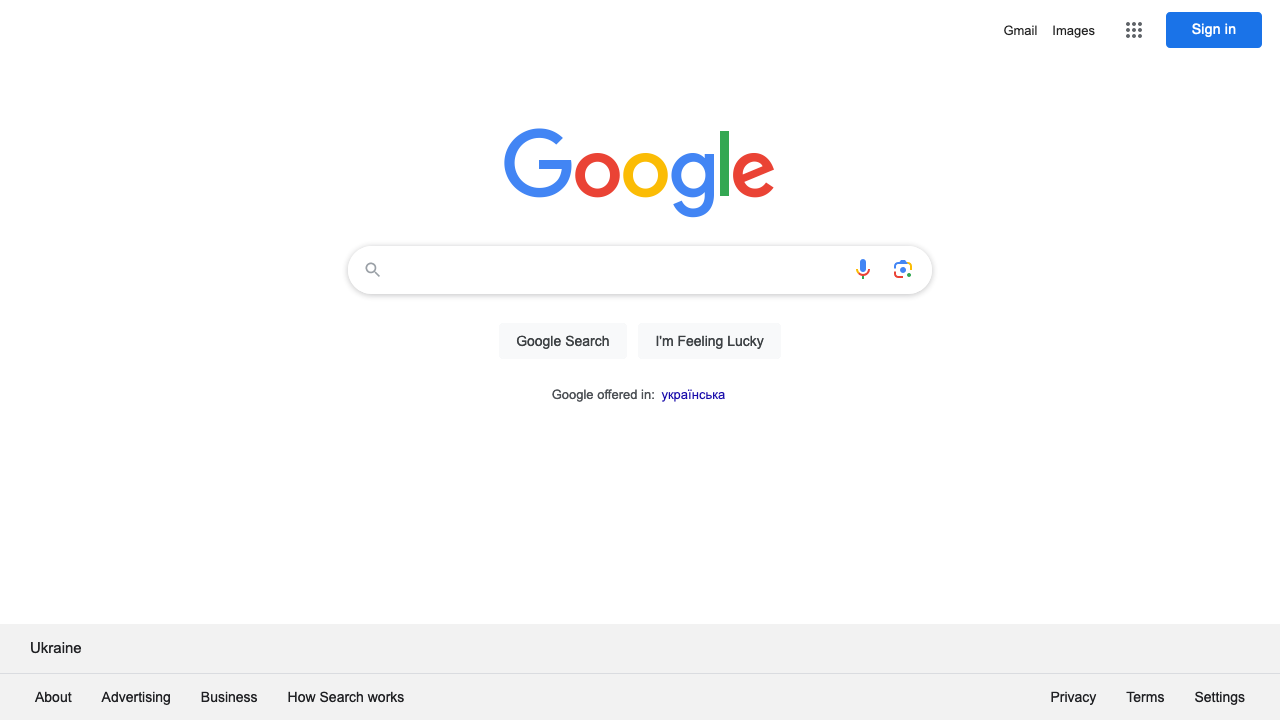 Gmail Images Sign in
Google
Google Search I'm Feeling Lucky
Google offered in: українська
Ukraine
About Advertising Business How Search works Privacy Terms Settings